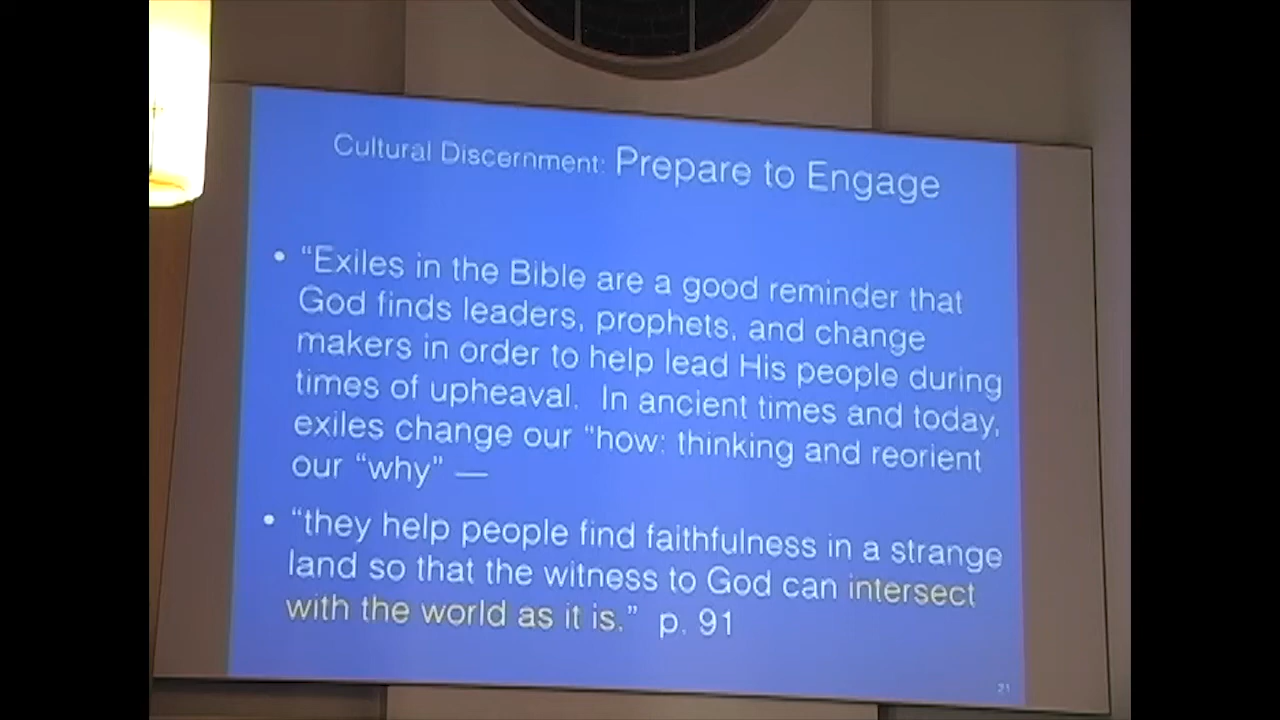 Cultural Discernment: Prepare to Engage
• “Exiles in the Bible are a good reminder that
God finds leaders, prophets, and change
makers in order to help lead His people during
times of upheaval. In ancient times and today,
exiles change our “how: thinking and reorient
our “why” —
• “they help people find faithfulness in a strange
land so that the witness to God can intersect
with the world as it is.” p. 91
21